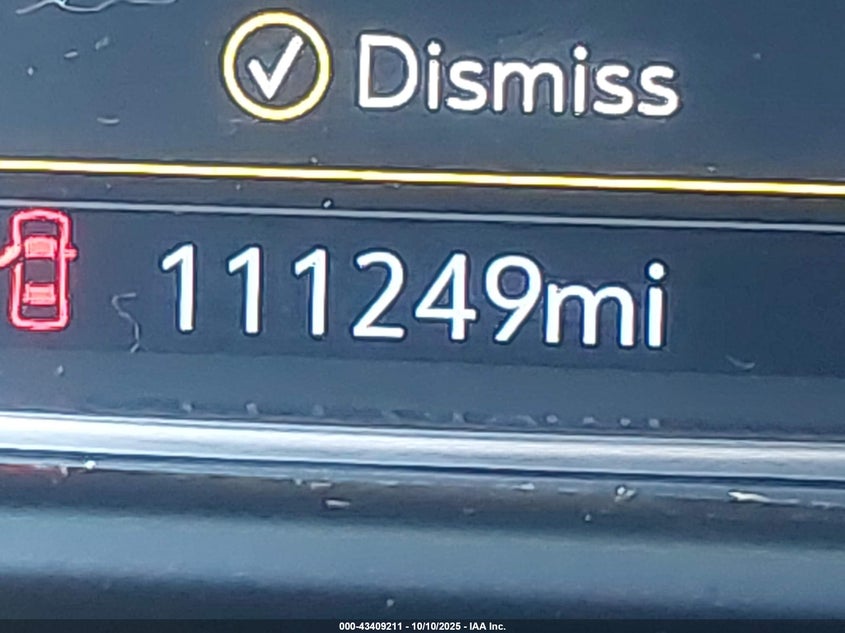 Dismiss
111249mi
000-43409211 - 10/10/2025 - IAA Inc.